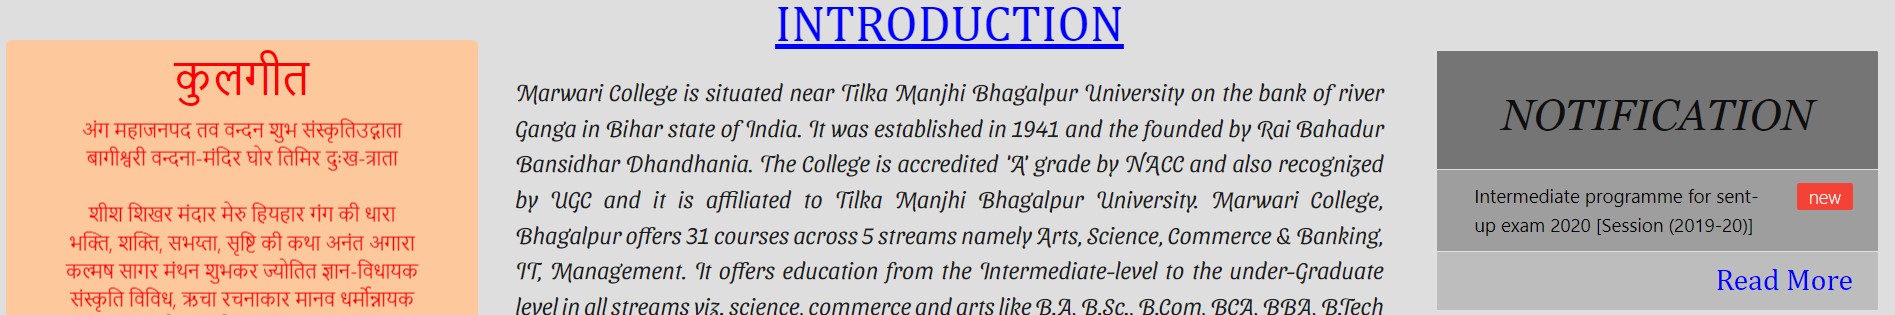 कुलगीत
अंग महाजनपद तव वन्दन शुभ संस्कृतिउद्गाता
बागीश्वरी वन्दना-मंदिर घोर तिमिर दुःख-त्राता
शीश शिखर मंदार मेरु हियहार गंग की धारा
भक्ति, शक्ति, सभय्ता, सृष्टि की कथा अनंत अगारा
कल्मष सागर मंथन शुभकर ज्योतित ज्ञान-विधायक
संस्कृति विविध, ऋचा रचनाकार मानव धर्मोन्नायक
INTRODUCTION
Marwari College is situated near Tilka Manjhi Bhagalpur University on the bank of river
Ganga in Bihar state of India. It was established in 1941 and the founded by Rai Bahadur
Bansidhar Dhandhania. The College is accredited 'A' grade by NACC and also recognized
by UGC and it is affiliated to Tilka Manjhi Bhagalpur University. Marwari College,
Bhagalpur offers 31 courses across 5 streams namely Arts, Science, Commerce & Banking,
IT, Management. It offers education from the Intermediate-level to the under-Graduate
level in all streams viz. science, commerce and arts like B.A, B.Sc., B.Com, BCA, BBA, B.Tech
NOTIFICATION
Intermediate programme for sent-
up exam 2020 [Session (2019-20)]
new
Read More